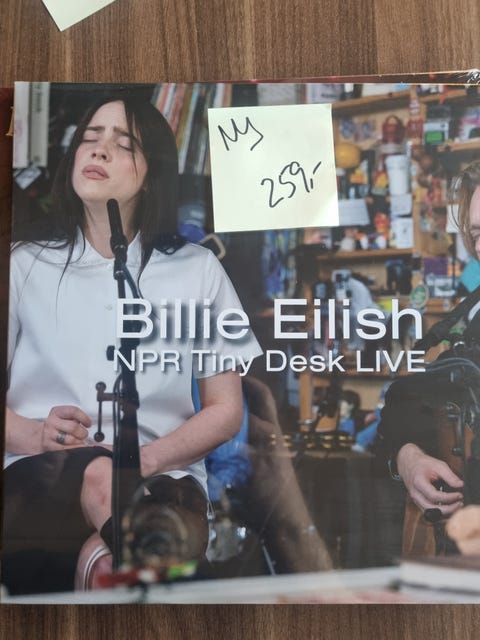 Ny
259,-
Billie Eilish
NPR Tiny Desk LIVE